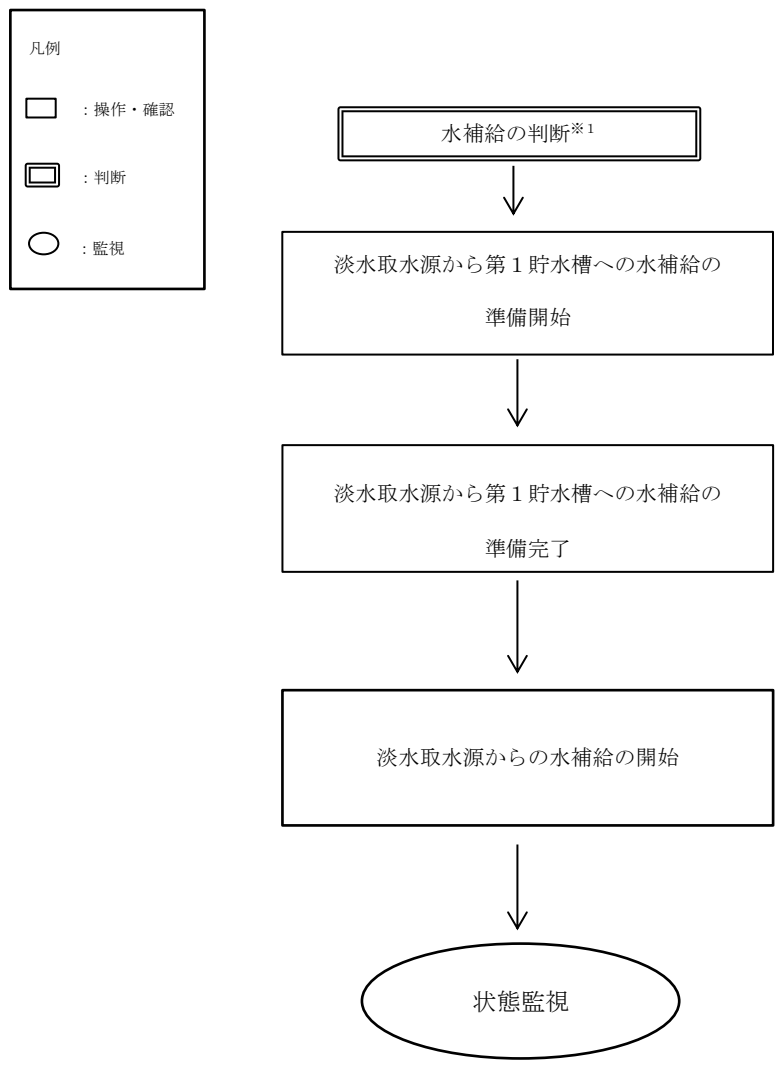 凡例
：操作・確認
：判断
：監視
水補給の判断※1
淡水取水源から第１貯水槽への水補給の
準備開始
淡水取水源から第１貯水槽への水補給の
準備完了
淡水取水源からの水補給の開始
状態監視